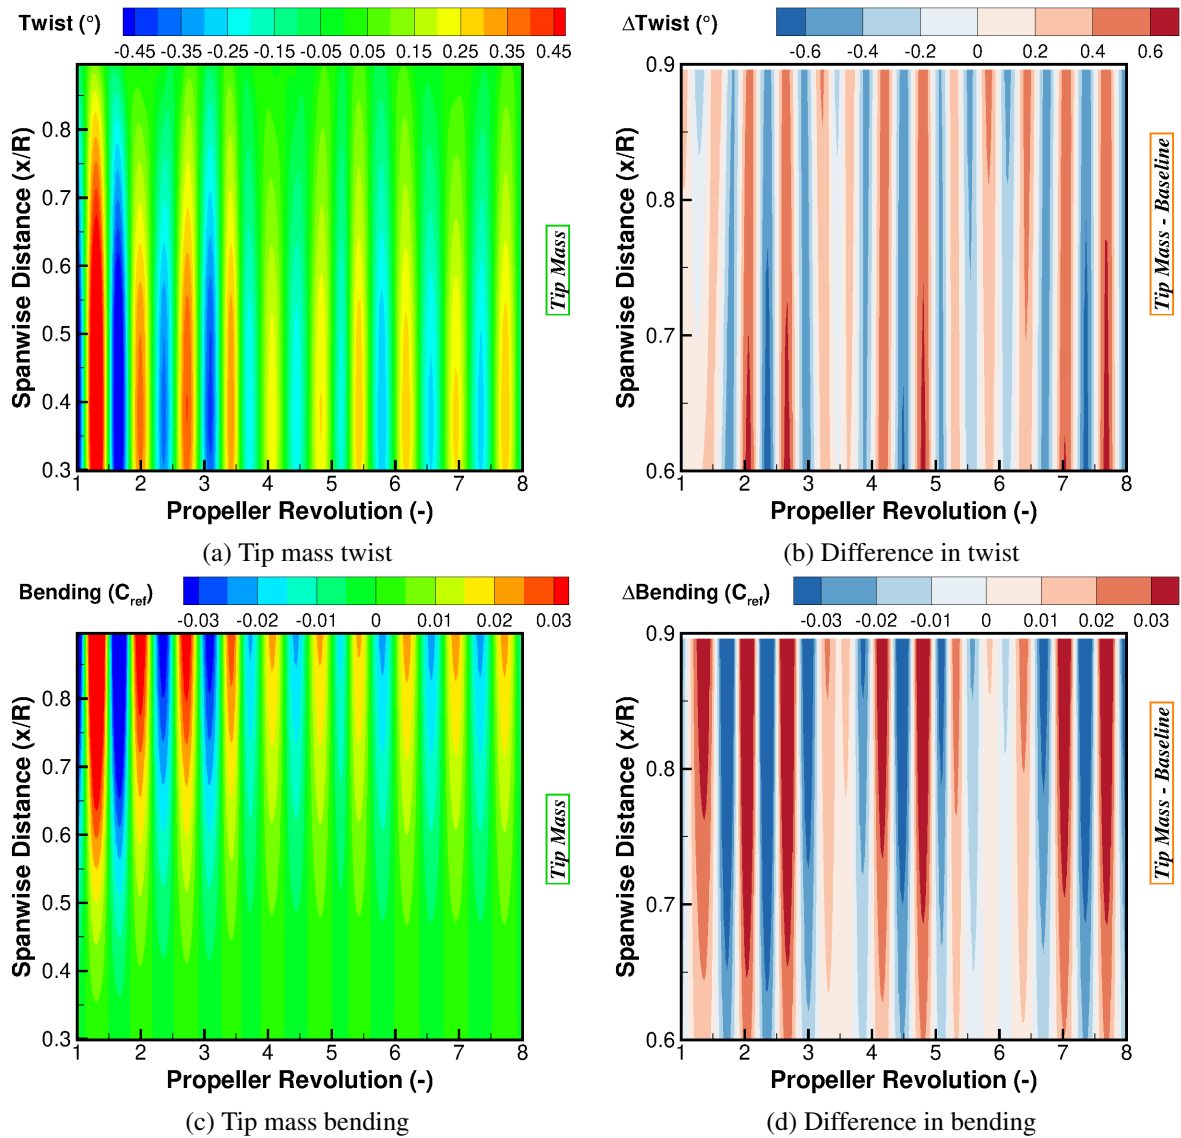 Twist (°)
-0.45 -0.35 -0.25 -0.15 -0.05 0.05 0.15 0.25 0.35 0.45
Spanwise Distance (x/R)
0.8
0.7
0.6
0.5
0.4
0.3
1 2 3 4 5 6 7 8
Propeller Revolution (-)
Tip Mass
(a) Tip mass twist
ΔTwist (°)
-0.6 -0.4 -0.2 0 0.2 0.4 0.6
Spanwise Distance (x/R)
0.9
0.8
0.7
0.6
1 2 3 4 5 6 7 8
Propeller Revolution (-)
Tip Mass - Baseline
(b) Difference in twist
Bending (C_ref)
-0.03 -0.02 -0.01 0 0.01 0.02 0.03
Spanwise Distance (x/R)
0.8
0.7
0.6
0.5
0.4
0.3
1 2 3 4 5 6 7 8
Propeller Revolution (-)
Tip Mass
(c) Tip mass bending
ΔBending (C_ref)
-0.03 -0.02 -0.01 0 0.01 0.02 0.03
Spanwise Distance (x/R)
0.9
0.8
0.7
0.6
1 2 3 4 5 6 7 8
Propeller Revolution (-)
Tip Mass - Baseline
(d) Difference in bending